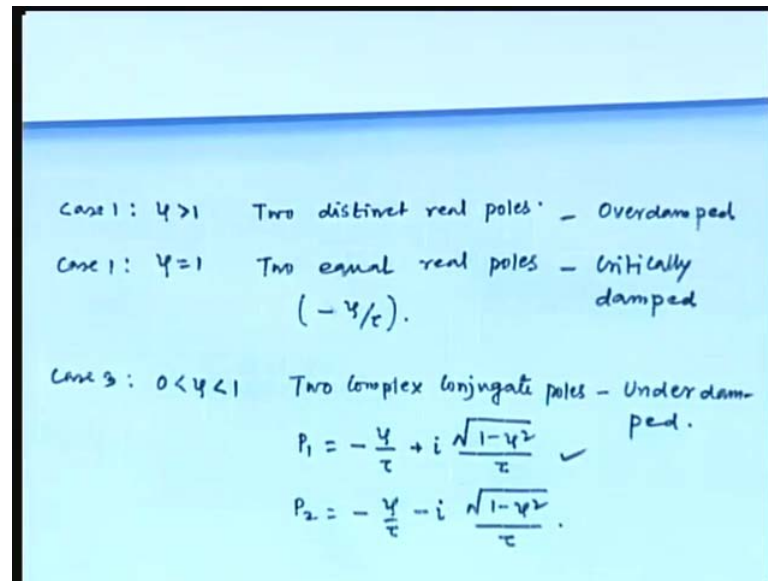 Case 1: ψ>1 Two distinct real poles. - Overdamped
Case 1: ψ=1 Two equal real poles - Critically
(-ψ/τ). damped
Case 3: 0<ψ<1 Two Complex Conjugate poles - Underdam-
ped.
P₁ = -ψ/τ + i √(1-ψ²)/τ ✓
P₂ = -ψ/τ - i √(1-ψ²)/τ .